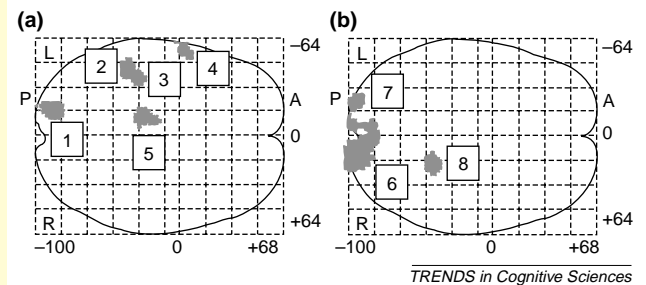 (a)
(b)
L
2
3
4
–64
P
A
1
0
5
R
+64
–100
0
+68
L
7
–64
P
A
0
6
8
R
+64
–100
0
+68
TRENDS in Cognitive Sciences